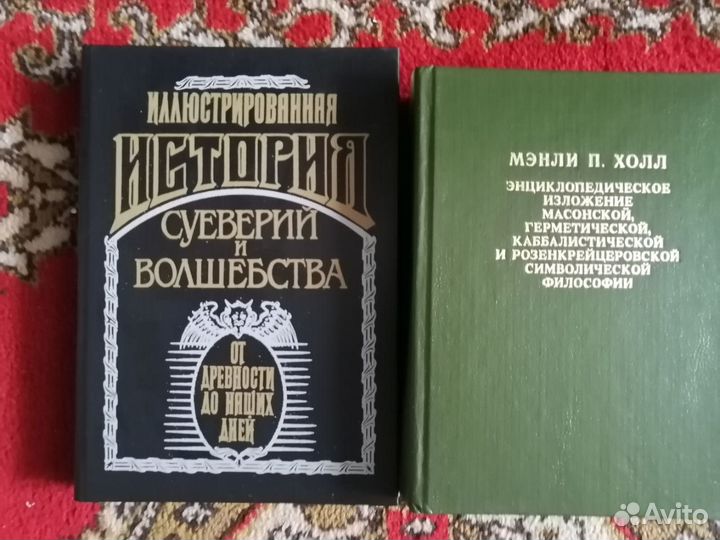 ИЛЛЮСТРИРОВАННАЯ
ИСТОРИЯ
СУЕВЕРИЙ
И
ВОЛШЕБСТВА
ОТ
ДРЕВНОСТИ
ДО НАШИХ
ДНЕЙ
МЭНЛИ П. ХОЛЛ
ЭНЦИКЛОПЕДИЧЕСКОЕ
ИЗЛОЖЕНИЕ
МАСОНСКОЙ,
ГЕРМЕТИЧЕСКОЙ,
КАББАЛИСТИЧЕСКОЙ
И РОЗЕНКРЕЙЦЕРОВСКОЙ
СИМВОЛИЧЕСКОЙ
ФИЛОСОФИИ
Avito